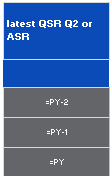 latest QSR Q2 or
ASR
=PY-2
=PY-1
=PY